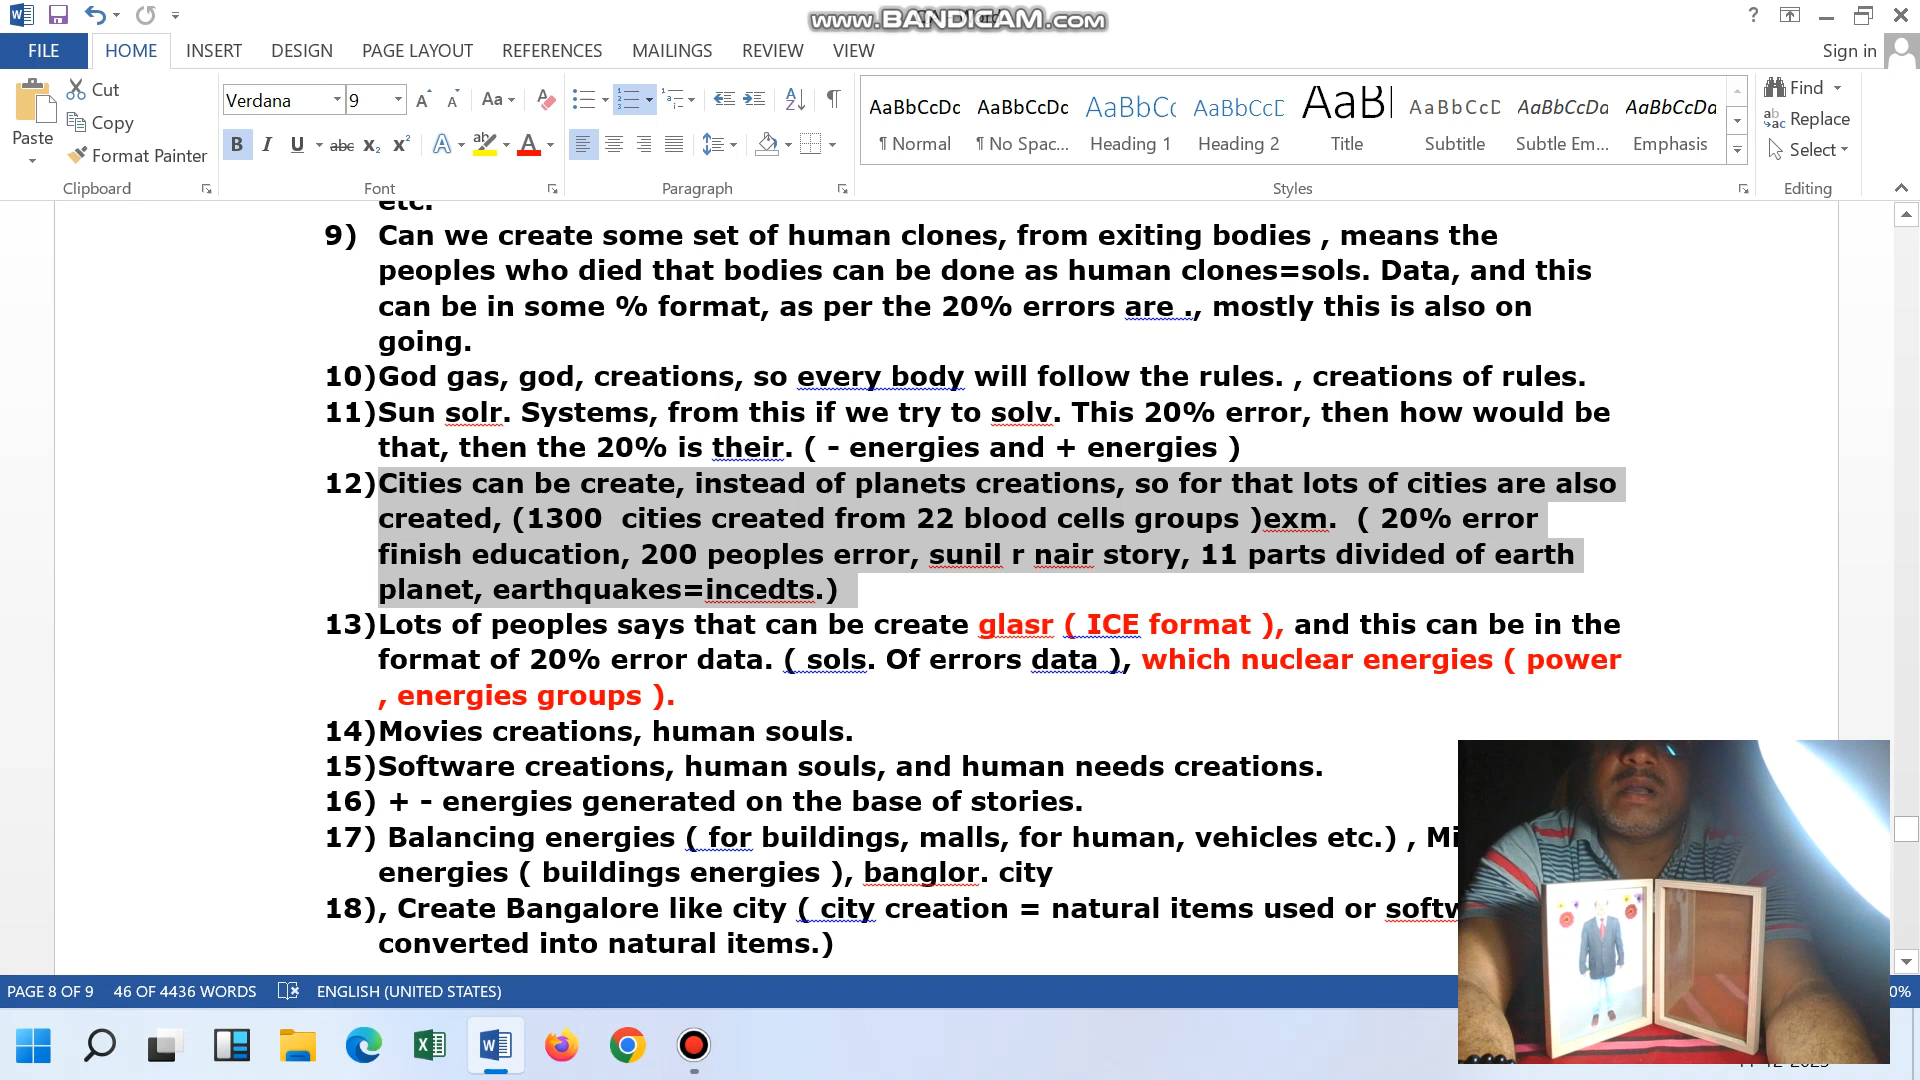 www.BANDICAM.com
FILE HOME INSERT DESIGN PAGE LAYOUT REFERENCES MAILINGS REVIEW VIEW Sign in
Paste Cut Copy Format Painter
Verdana 9
AaBbCcDc AaBbCcDc AaBbC AaBbCcD AaB AaBbCcD AaBbCcDa AaBbCcDa
¶ Normal ¶ No Spac... Heading 1 Heading 2 Title Subtitle Subtle Em... Emphasis
Find Replace Select
Clipboard Font Paragraph Styles Editing
etc.
9) Can we create some set of human clones, from exiting bodies , means the
peoples who died that bodies can be done as human clones=sols. Data, and this
can be in some % format, as per the 20% errors are ., mostly this is also on
going.
10)God gas, god, creations, so every body will follow the rules. , creations of rules.
11)Sun solr. Systems, from this if we try to solv. This 20% error, then how would be
that, then the 20% is their. ( - energies and + energies )
12)Cities can be create, instead of planets creations, so for that lots of cities are also
created, (1300 cities created from 22 blood cells groups )exm. ( 20% error
finish education, 200 peoples error, sunil r nair story, 11 parts divided of earth
planet, earthquakes=incedts.)
13)Lots of peoples says that can be create glasr ( ICE format ), and this can be in the
format of 20% error data. ( sols. Of errors data ), which nuclear energies ( power
, energies groups ).
14)Movies creations, human souls.
15)Software creations, human souls, and human needs creations.
16) + - energies generated on the base of stories.
17) Balancing energies ( for buildings, malls, for human, vehicles etc.) ,
energies ( buildings energies ), banglor. city
18), Create Bangalore like city ( city creation = natural items used or
converted into natural items.)
PAGE 8 OF 9 46 OF 4436 WORDS ENGLISH (UNITED STATES)